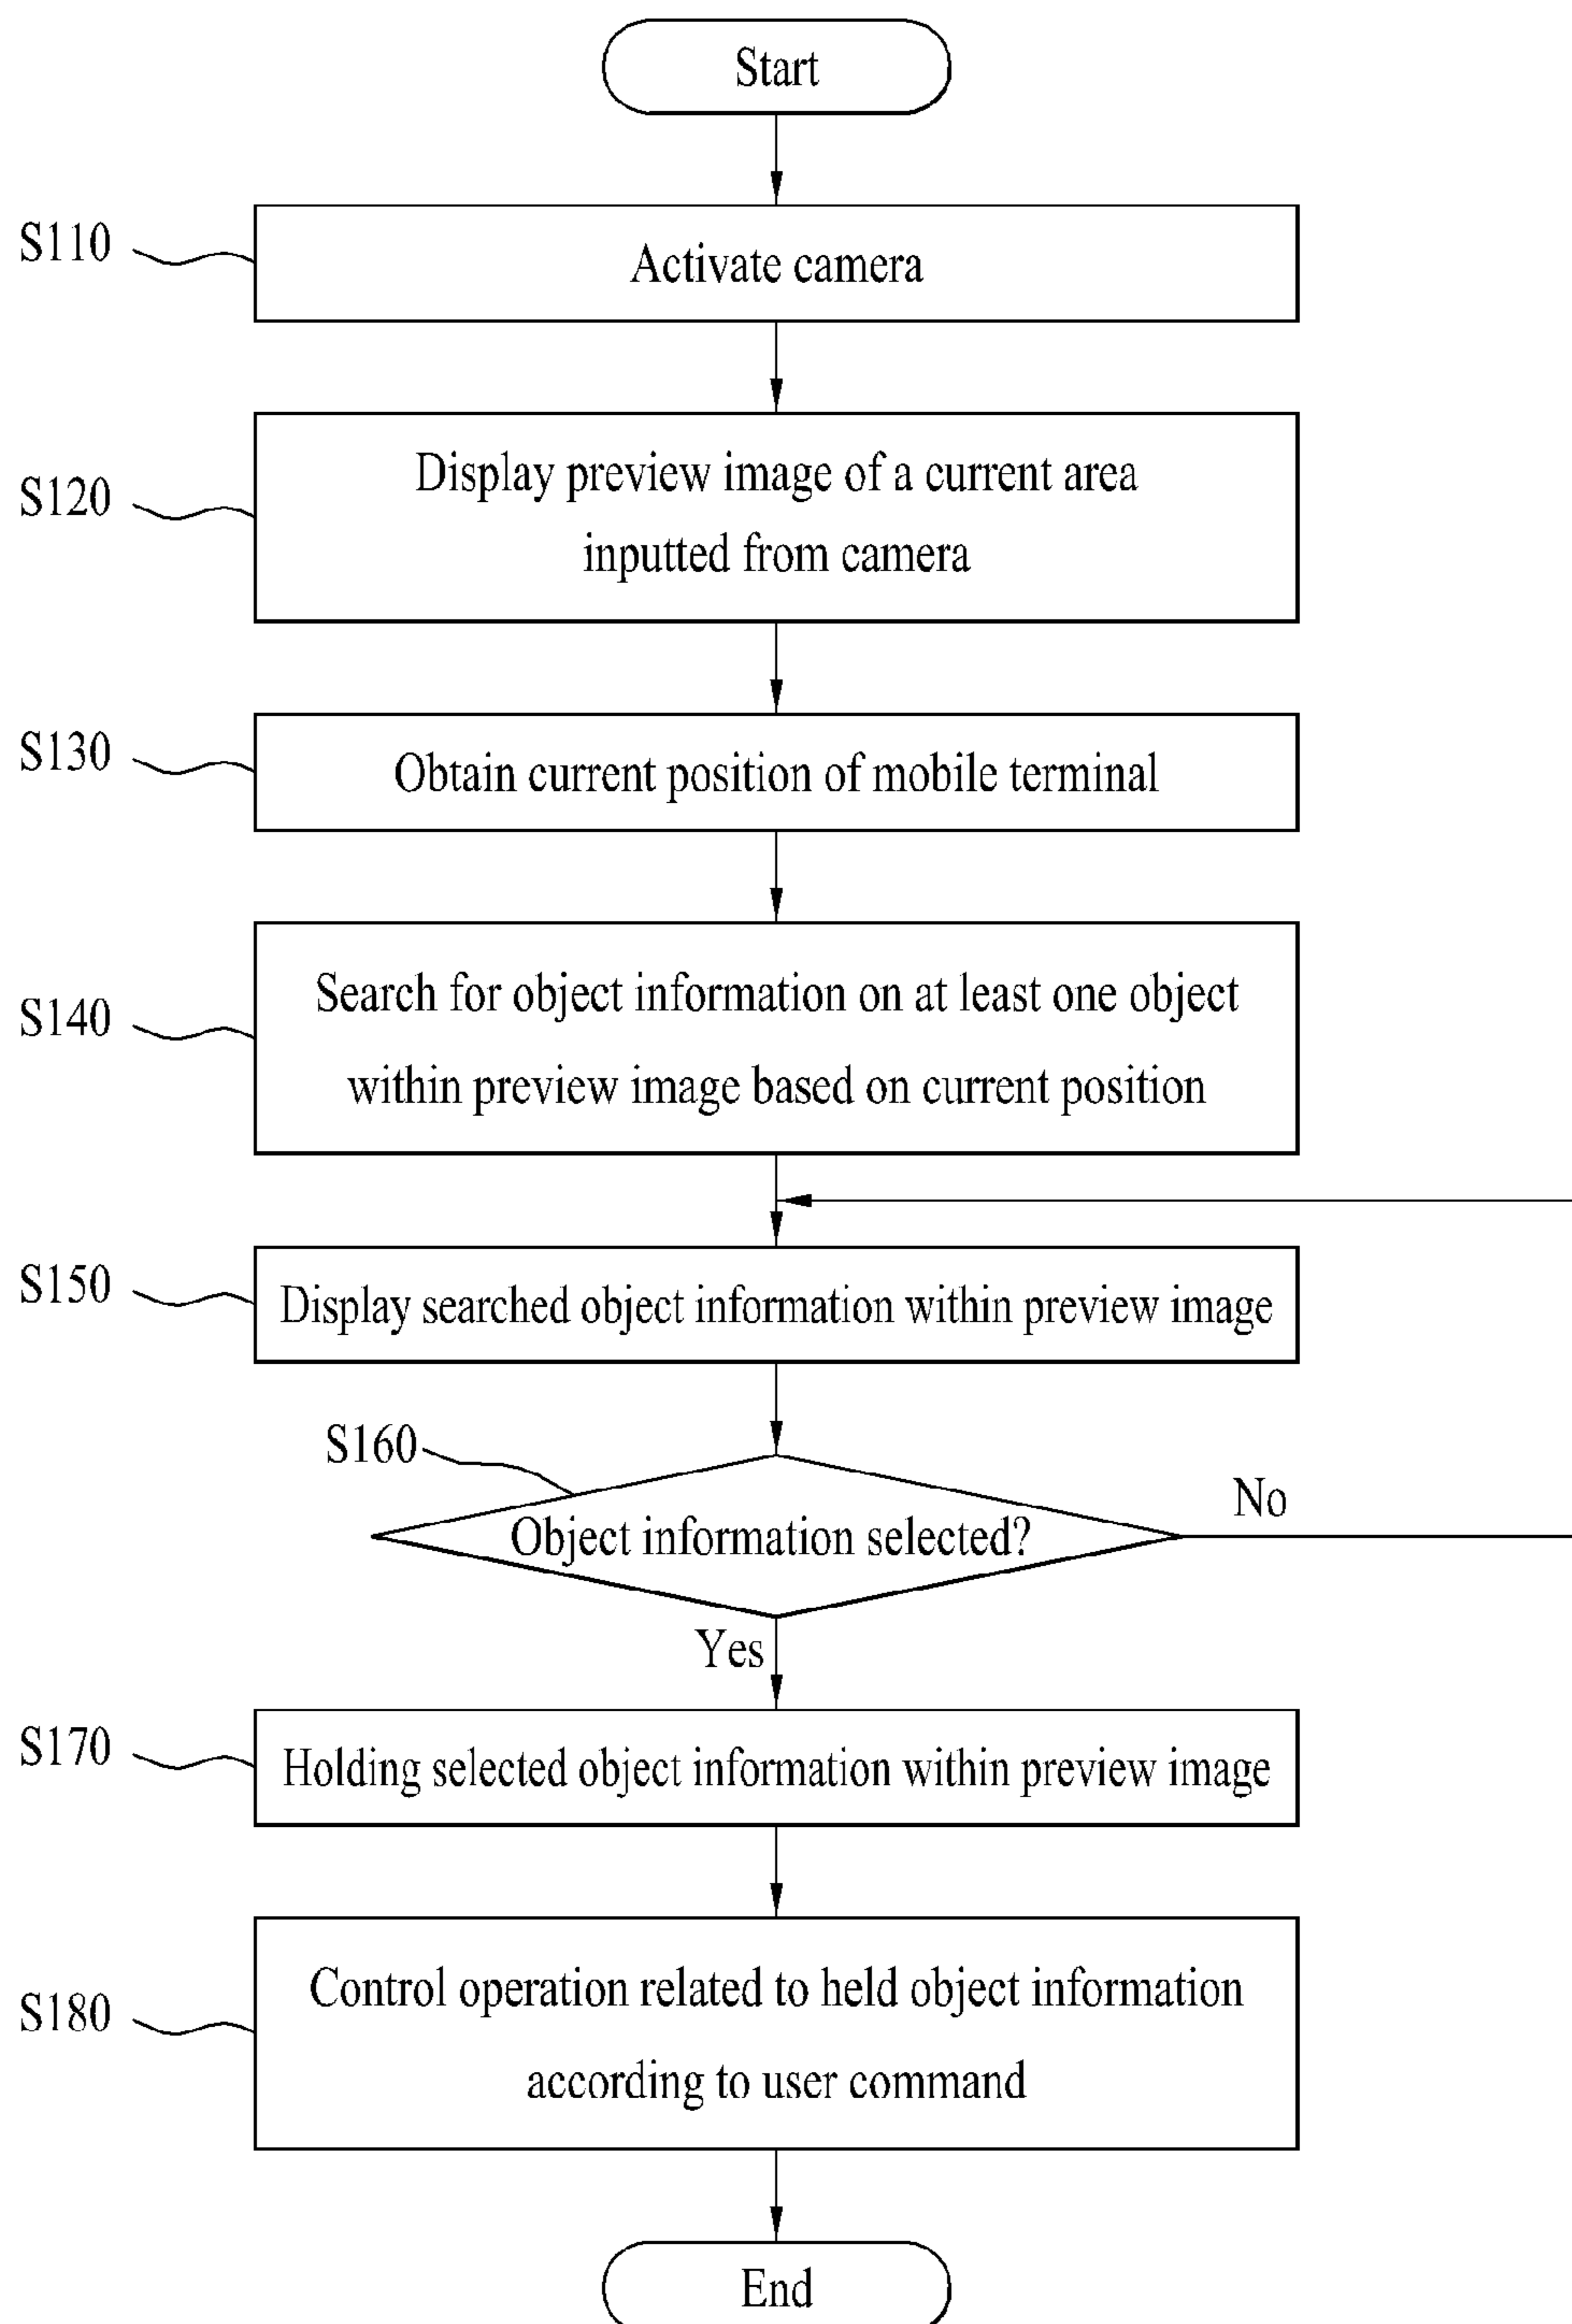 Start
S110
Activate camera
S120
Display preview image of a current area
inputted from camera
S130
Obtain current position of mobile terminal
S140
Search for object information on at least one object
within preview image based on current position
S150
Display searched object information within preview image
S160
Object information selected?
No
Yes
S170
Holding selected object information within preview image
S180
Control operation related to held object information
according to user command
End